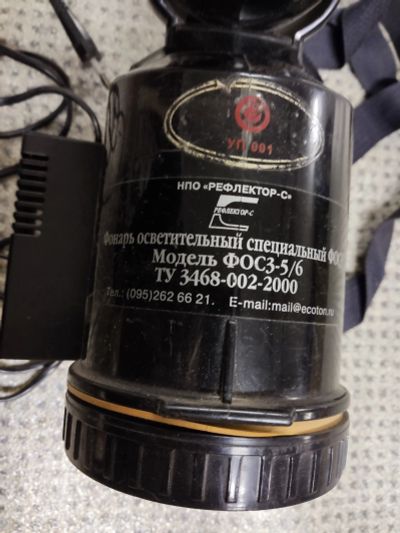 УП 001
НПО «РЕФЛЕКТОР-С»
РЕФЛЕКТОР-С
Фонарь осветительный специальный ФОС
Модель ФОС3-5/6
ТУ 3468-002-2000
Тел.: (095)262 66 21. E-mail:mail@ecoton.ru